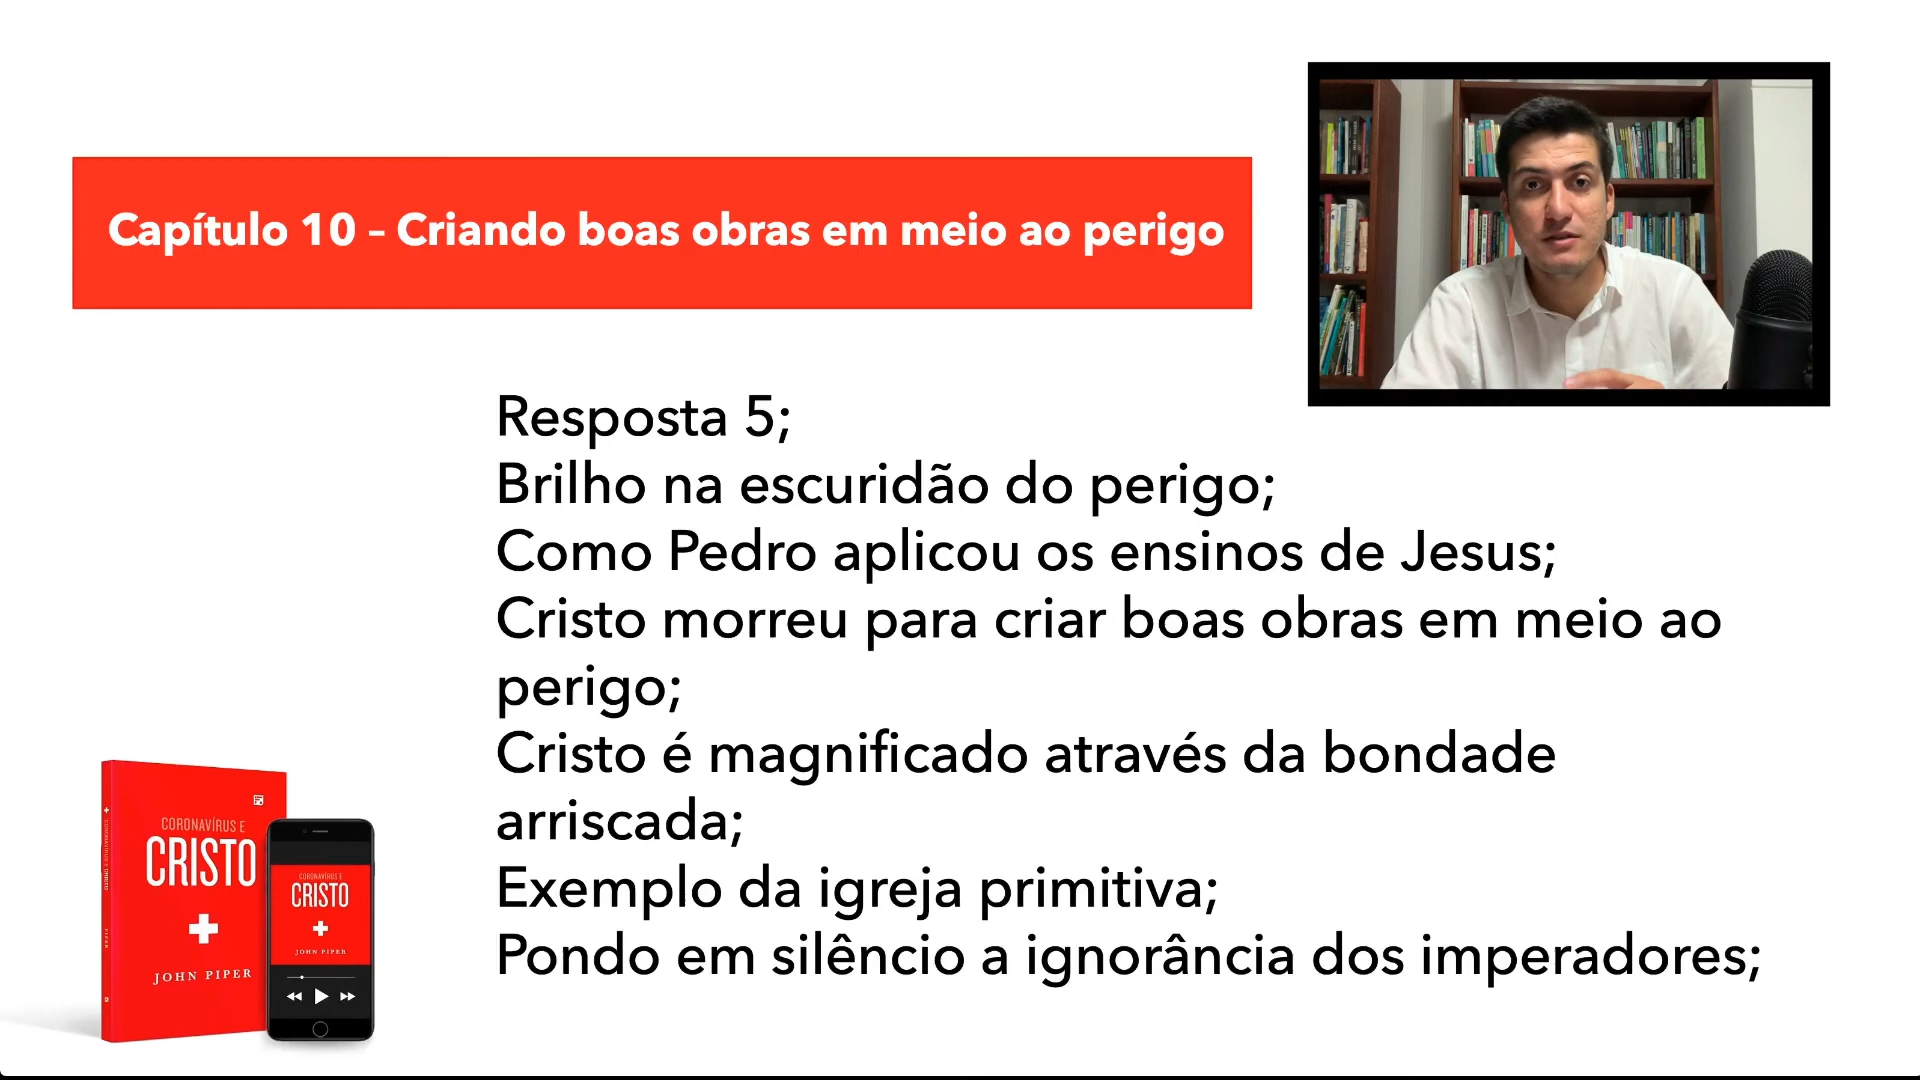 Capítulo 10 – Criando boas obras em meio ao perigo
Resposta 5;
Brilho na escuridão do perigo;
Como Pedro aplicou os ensinos de Jesus;
Cristo morreu para criar boas obras em meio ao
perigo;
Cristo é magnificado através da bondade
arriscada;
Exemplo da igreja primitiva;
Pondo em silêncio a ignorância dos imperadores;
CORONAVÍRUS E
CRISTO
JOHN PIPER
CORONAVÍRUS E
CRISTO
JOHN PIPER